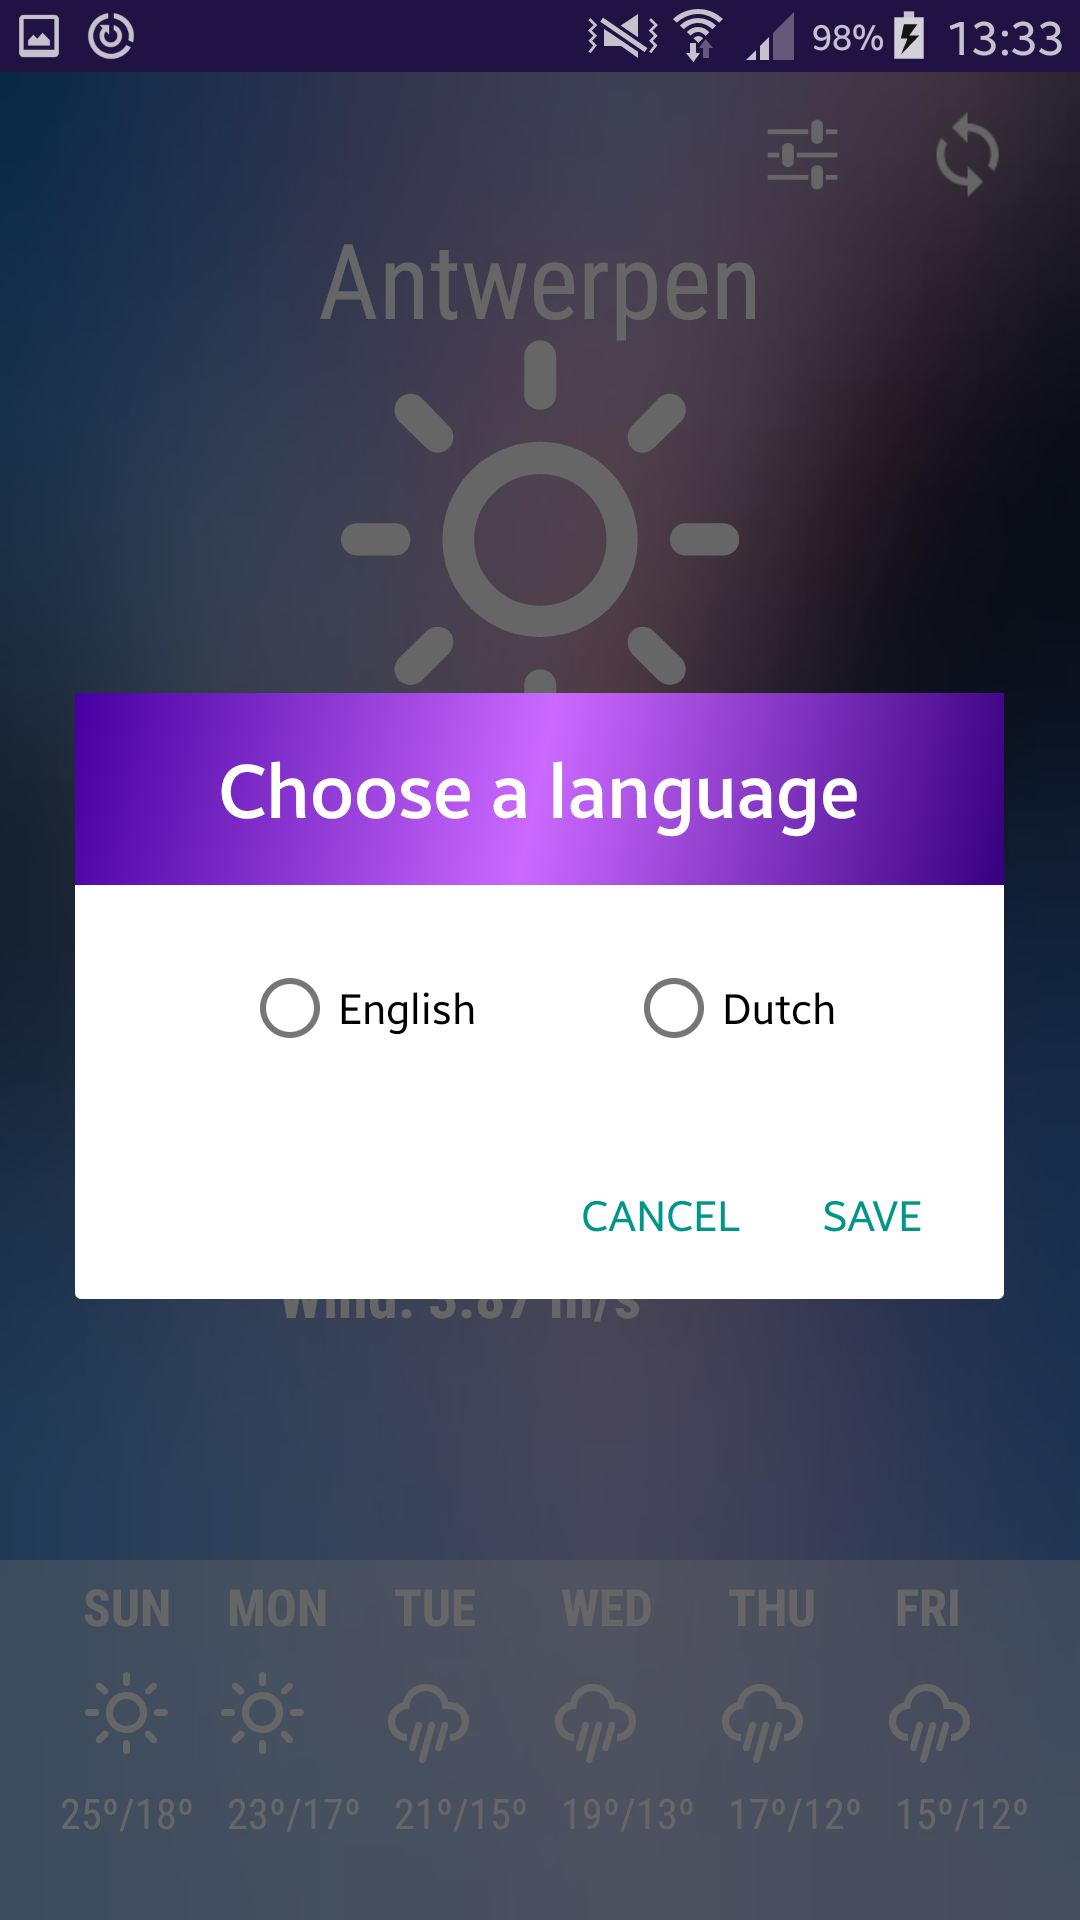 98% 13:33
Antwerpen
Choose a language
English Dutch
CANCEL SAVE
Wind: 3.87 m/s
SUN MON TUE WED THU FRI
25º/18º 23º/17º 21º/15º 19º/13º 17º/12º 15º/12º